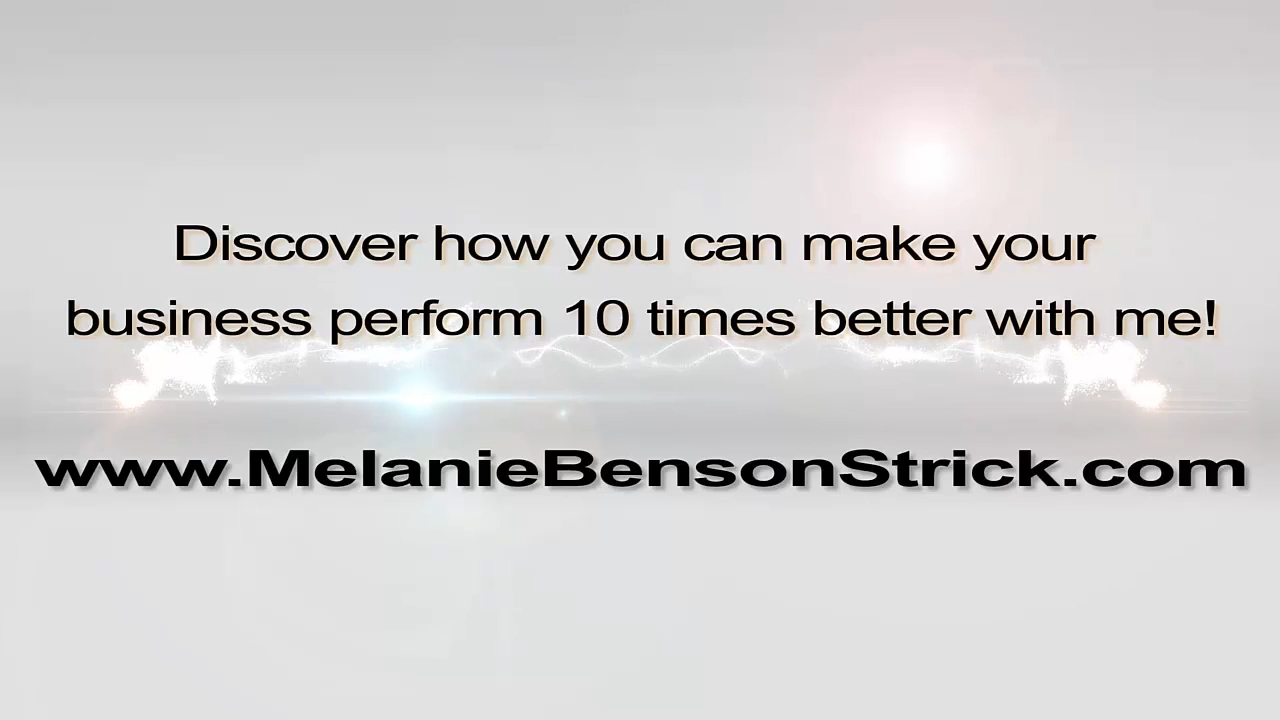 Discover how you can make your
business perform 10 times better with me!
www.MelanieBensonStrick.com